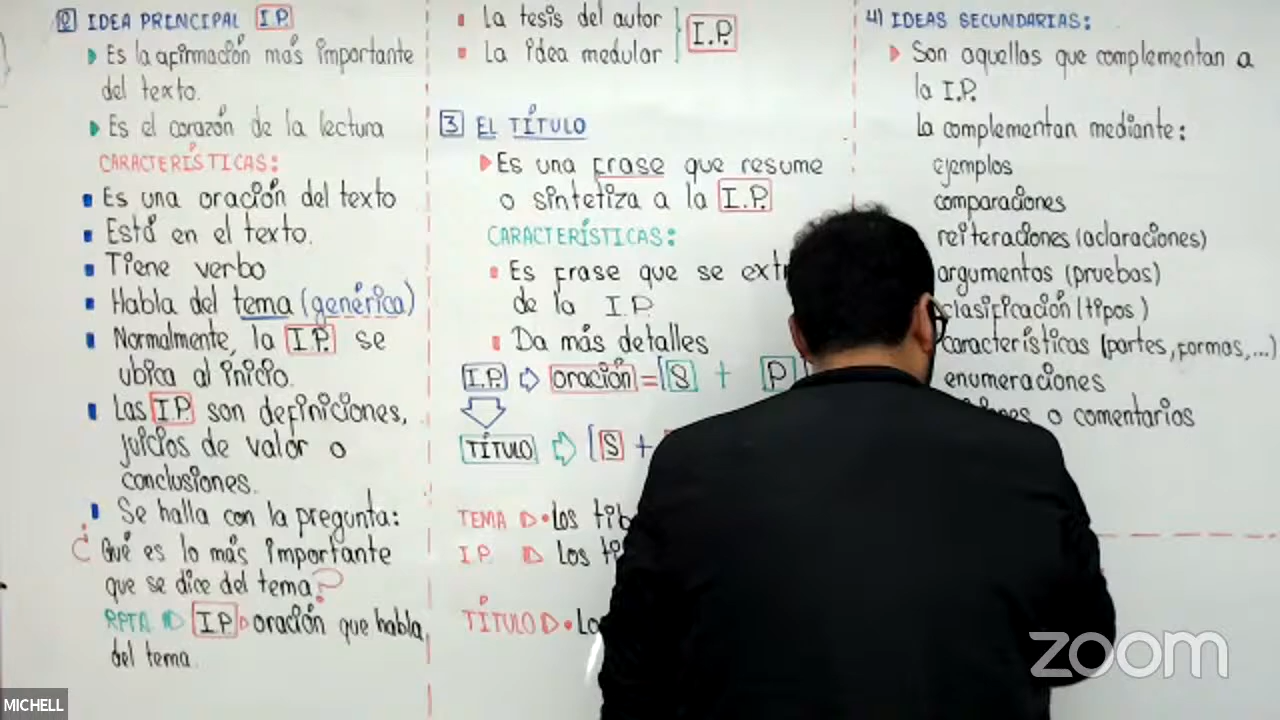 2 IDEA PRINCIPAL I.P.
Es la afirmación más importante
del texto.
Es el corazón de la lectura
CARACTERÍSTICAS:
Es una oración del texto
Está en el texto.
Tiene verbo
Habla del tema (genérica)
Normalmente, la I.P. se
ubica al inicio.
Las I.P. son definiciones,
juicios de valor o
conclusiones.
Se halla con la pregunta:
¿Qué es lo más importante
que se dice del tema?
RPTA I.P. oración que habla
del tema.
La tesis del autor
La idea medular
I.P.
3 EL TÍTULO
Es una frase que resume
o sintetiza a la I.P.
CARACTERÍSTICAS:
Es frase que se
de la I.P.
Da más detalles
I.P. oración = [S + P
TÍTULO [S +
TEMA Los
I.P. Los
TÍTULO
4) IDEAS SECUNDARIAS:
Son aquellas que complementan a
la I.P.
La complementan mediante:
ejemplos
comparaciones
reiteraciones (aclaraciones)
argumentos (pruebas)
clasificación (tipos)
características (partes, formas,...)
enumeraciones
o comentarios
zoom
MICHELL